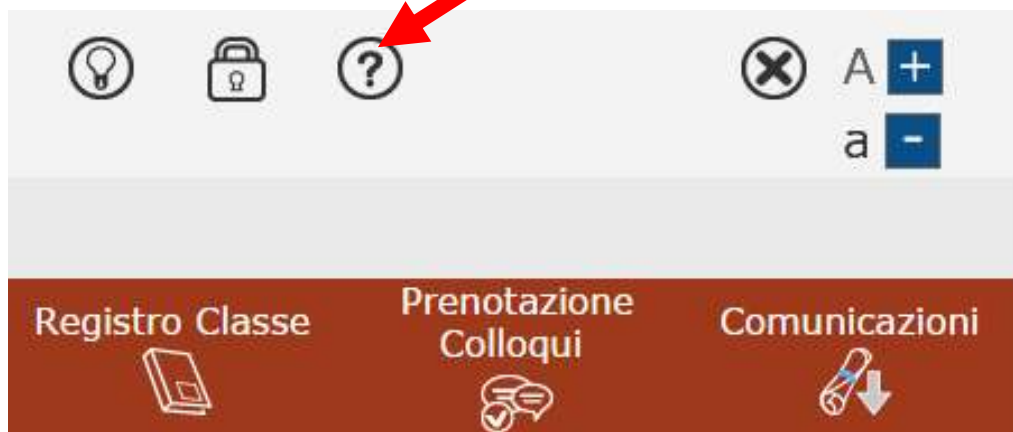 ?
A +
a -
Registro Classe
Prenotazione
Colloqui
Comunicazioni